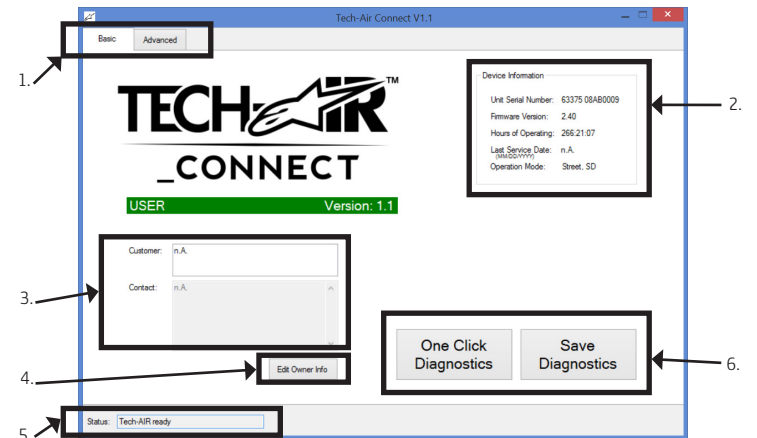 Tech-Air Connect V1.1
Basic
Advanced
1.
TECH-AIR™
_CONNECT
USER Version: 1.1
Device Information
Unit Serial Number: 63375 08AB0009
Firmware Version: 2.40
Hours of Operating: 266:21:07
Last Service Date: n.A.
(MM/DD/YYYY)
Operation Mode: Street, SD
2.
Customer: n.A.
Contact: n.A.
3.
Edit Owner Info
4.
One Click
Diagnostics
Save
Diagnostics
6.
Status: Tech-AIR ready
5.